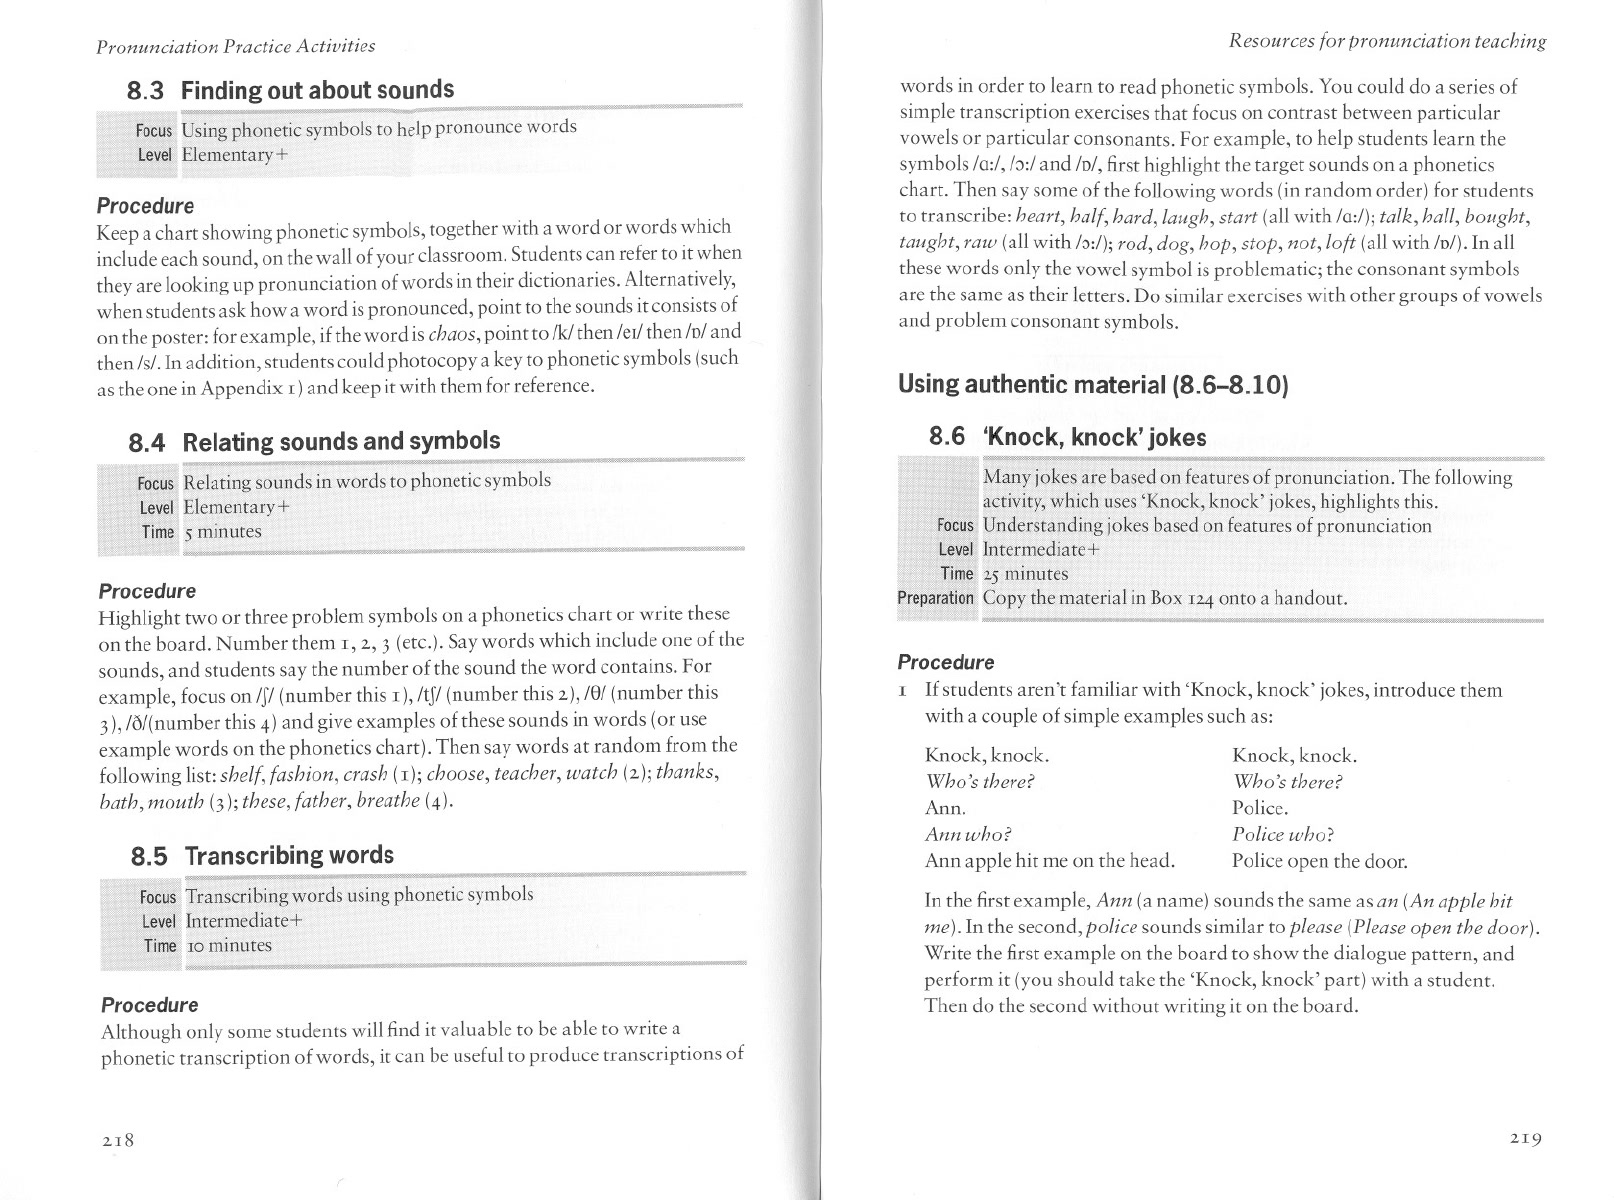 Pronunciation Practice Activities
8.3 Finding out about sounds
Focus Using phonetic symbols to help pronounce words
Level Elementary+
Procedure
Keep a chart showing phonetic symbols, together with a word or words which
include each sound, on the wall of your classroom. Students can refer to it when
they are looking up pronunciation of words in their dictionaries. Alternatively,
when students ask how a word is pronounced, point to the sounds it consists of
on the poster: for example, if the word is chaos, point to /k/ then /eɪ/ then /ɒ/ and
then /s/. In addition, students could photocopy a key to phonetic symbols (such
as the one in Appendix 1) and keep it with them for reference.
8.4 Relating sounds and symbols
Focus Relating sounds in words to phonetic symbols
Level Elementary+
Time 5 minutes
Procedure
Highlight two or three problem symbols on a phonetics chart or write these
on the board. Number them 1, 2, 3 (etc.). Say words which include one of the
sounds, and students say the number of the sound the word contains. For
example, focus on /ʃ/ (number this 1), /tʃ/ (number this 2), /θ/ (number this
3), /ð/(number this 4) and give examples of these sounds in words (or use
example words on the phonetics chart). Then say words at random from the
following list: shelf, fashion, crash (1); choose, teacher, watch (2); thanks,
bath, mouth (3); these, father, breathe (4).
8.5 Transcribing words
Focus Transcribing words using phonetic symbols
Level Intermediate+
Time 10 minutes
Procedure
Although only some students will find it valuable to be able to write a
phonetic transcription of words, it can be useful to produce transcriptions of
218
Resources for pronunciation teaching
words in order to learn to read phonetic symbols. You could do a series of
simple transcription exercises that focus on contrast between particular
vowels or particular consonants. For example, to help students learn the
symbols /ɑː/, /ɔː/ and /ɒ/, first highlight the target sounds on a phonetics
chart. Then say some of the following words (in random order) for students
to transcribe: heart, half, hard, laugh, start (all with /ɑː/); talk, hall, bought,
taught, raw (all with /ɔː/); rod, dog, hop, stop, not, loft (all with /ɒ/). In all
these words only the vowel symbol is problematic; the consonant symbols
are the same as their letters. Do similar exercises with other groups of vowels
and problem consonant symbols.
Using authentic material (8.6–8.10)
8.6 ‘Knock, knock’ jokes
Many jokes are based on features of pronunciation. The following
activity, which uses ‘Knock, knock’ jokes, highlights this.
Focus Understanding jokes based on features of pronunciation
Level Intermediate+
Time 25 minutes
Preparation Copy the material in Box 124 onto a handout.
Procedure
1 If students aren’t familiar with ‘Knock, knock’ jokes, introduce them
with a couple of simple examples such as:
Knock, knock.
Who’s there?
Ann.
Ann who?
Ann apple hit me on the head.
Knock, knock.
Who’s there?
Police.
Police who?
Police open the door.
In the first example, Ann (a name) sounds the same as an (An apple hit
me). In the second, police sounds similar to please (Please open the door).
Write the first example on the board to show the dialogue pattern, and
perform it (you should take the ‘Knock, knock’ part) with a student.
Then do the second without writing it on the board.
219